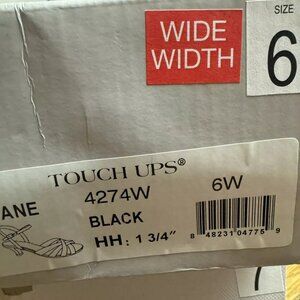 WIDE
WIDTH
SIZE
6
TOUCH UPS®
ANE
4274W
6W
BLACK
HH: 1 3/4"
8 48231 04775 9